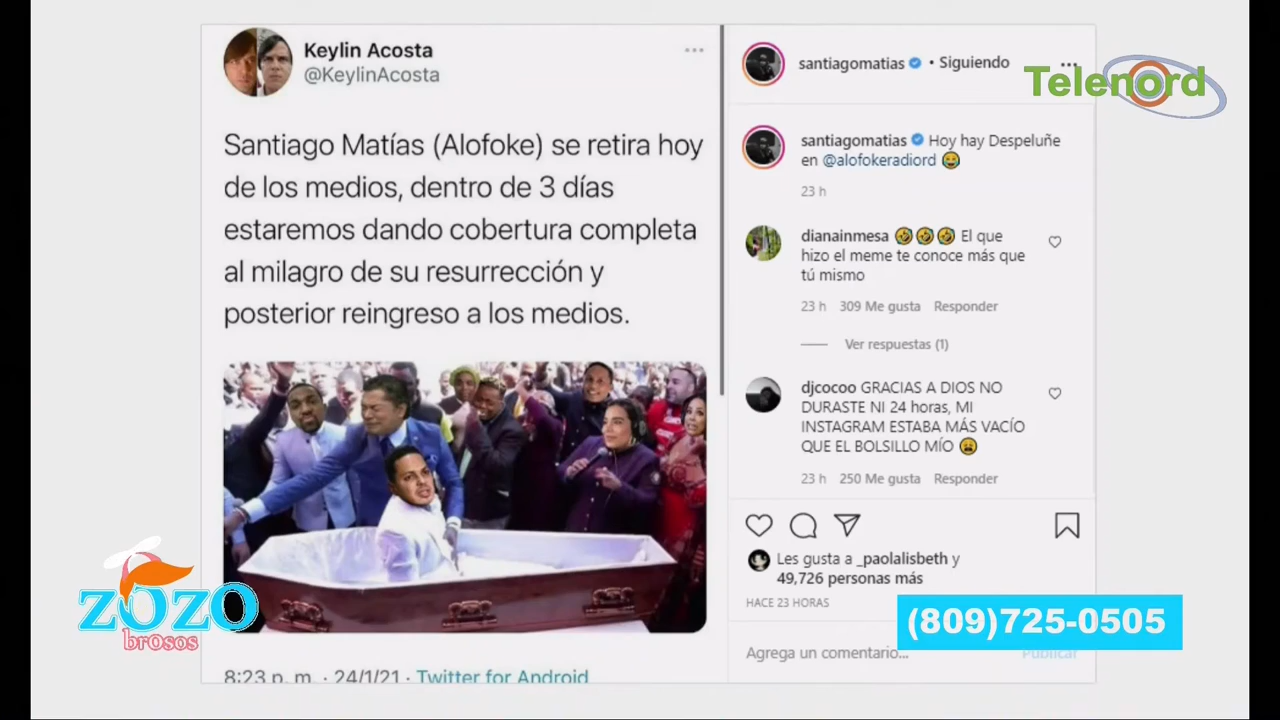 Keylin Acosta
@KeylinAcosta
Santiago Matías (Alofoke) se retira hoy
de los medios, dentro de 3 días
estaremos dando cobertura completa
al milagro de su resurrección y
posterior reingreso a los medios.
8:23 p. m. · 24/1/21 · Twitter for Android
santiagomatias • Siguiendo
Telenord
santiagomatias Hoy hay Despeluñe
en @alofokeradiord 😂
23 h
dianainmesa 🤣🤣🤣 El que
hizo el meme te conoce más que
tú mismo
23 h 309 Me gusta Responder
Ver respuestas (1)
djcocoo GRACIAS A DIOS NO
DURASTE NI 24 horas, MI
INSTAGRAM ESTABA MÁS VACÍO
QUE EL BOLSILLO MÍO 😩
23 h 250 Me gusta Responder
Les gusta a _paolalisbeth y
49,726 personas más
HACE 23 HORAS
Agrega un comentario...
Publicar
(809)725-0505
ZOZO
brOsos